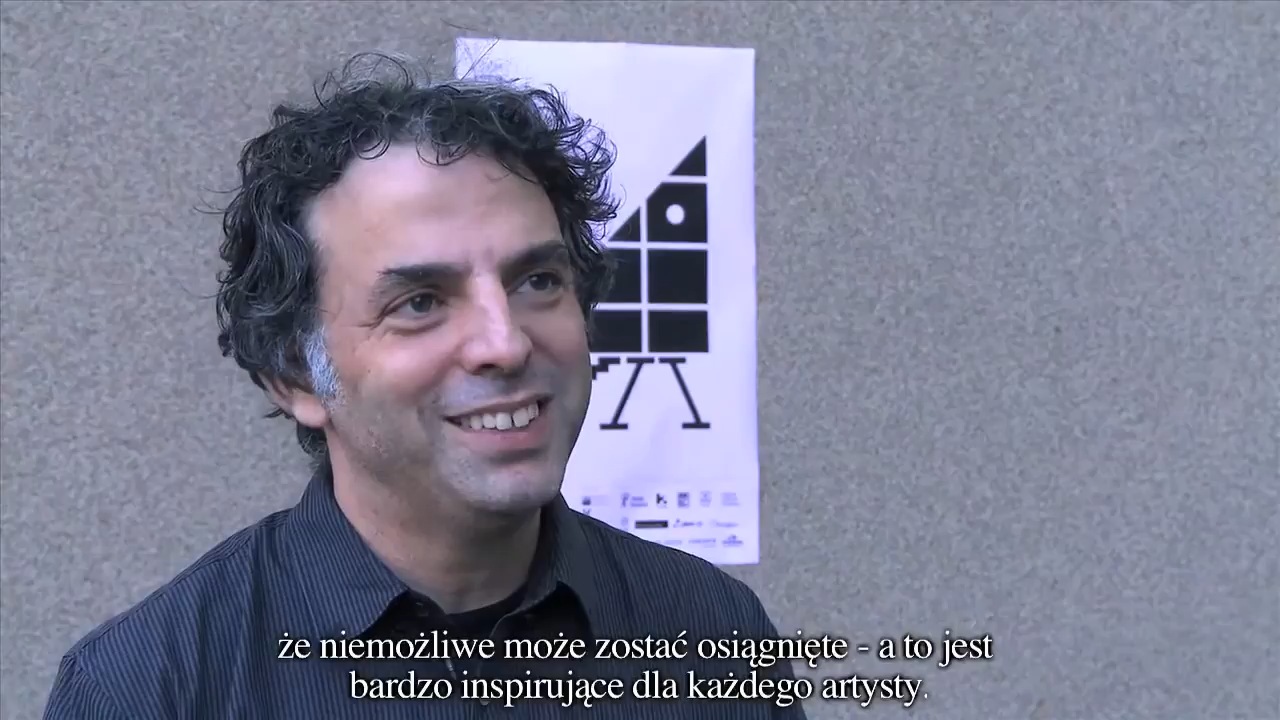 że niemożliwe może zostać osiągnięte - a to jest
bardzo inspirujące dla każdego artysty.